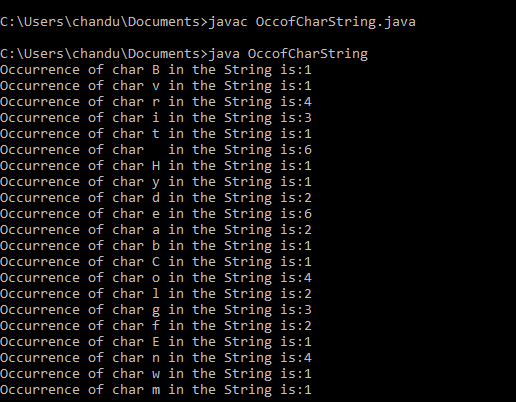 C:\Users\chandu\Documents>javac OccofCharString.java
C:\Users\chandu\Documents>java OccofCharString
Occurrence of char B in the String is:1
Occurrence of char v in the String is:1
Occurrence of char r in the String is:4
Occurrence of char i in the String is:3
Occurrence of char t in the String is:1
Occurrence of char   in the String is:6
Occurrence of char H in the String is:1
Occurrence of char y in the String is:1
Occurrence of char d in the String is:2
Occurrence of char e in the String is:6
Occurrence of char a in the String is:2
Occurrence of char b in the String is:1
Occurrence of char C in the String is:1
Occurrence of char o in the String is:4
Occurrence of char l in the String is:2
Occurrence of char g in the String is:3
Occurrence of char f in the String is:2
Occurrence of char E in the String is:1
Occurrence of char n in the String is:4
Occurrence of char w in the String is:1
Occurrence of char m in the String is:1